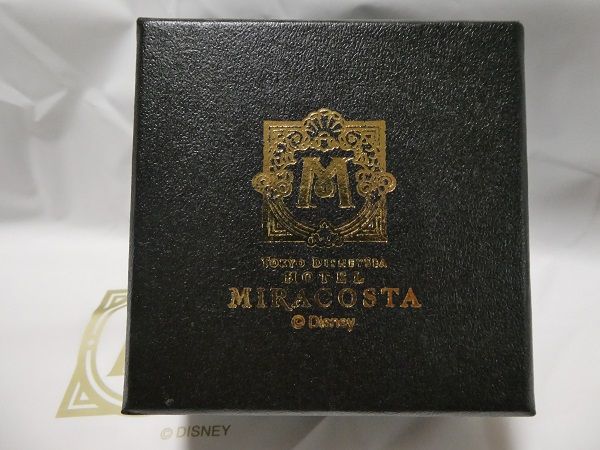 M
TOKYO DISNEYSEA
HOTEL
MIRACOSTA
© Disney
© DISNEY